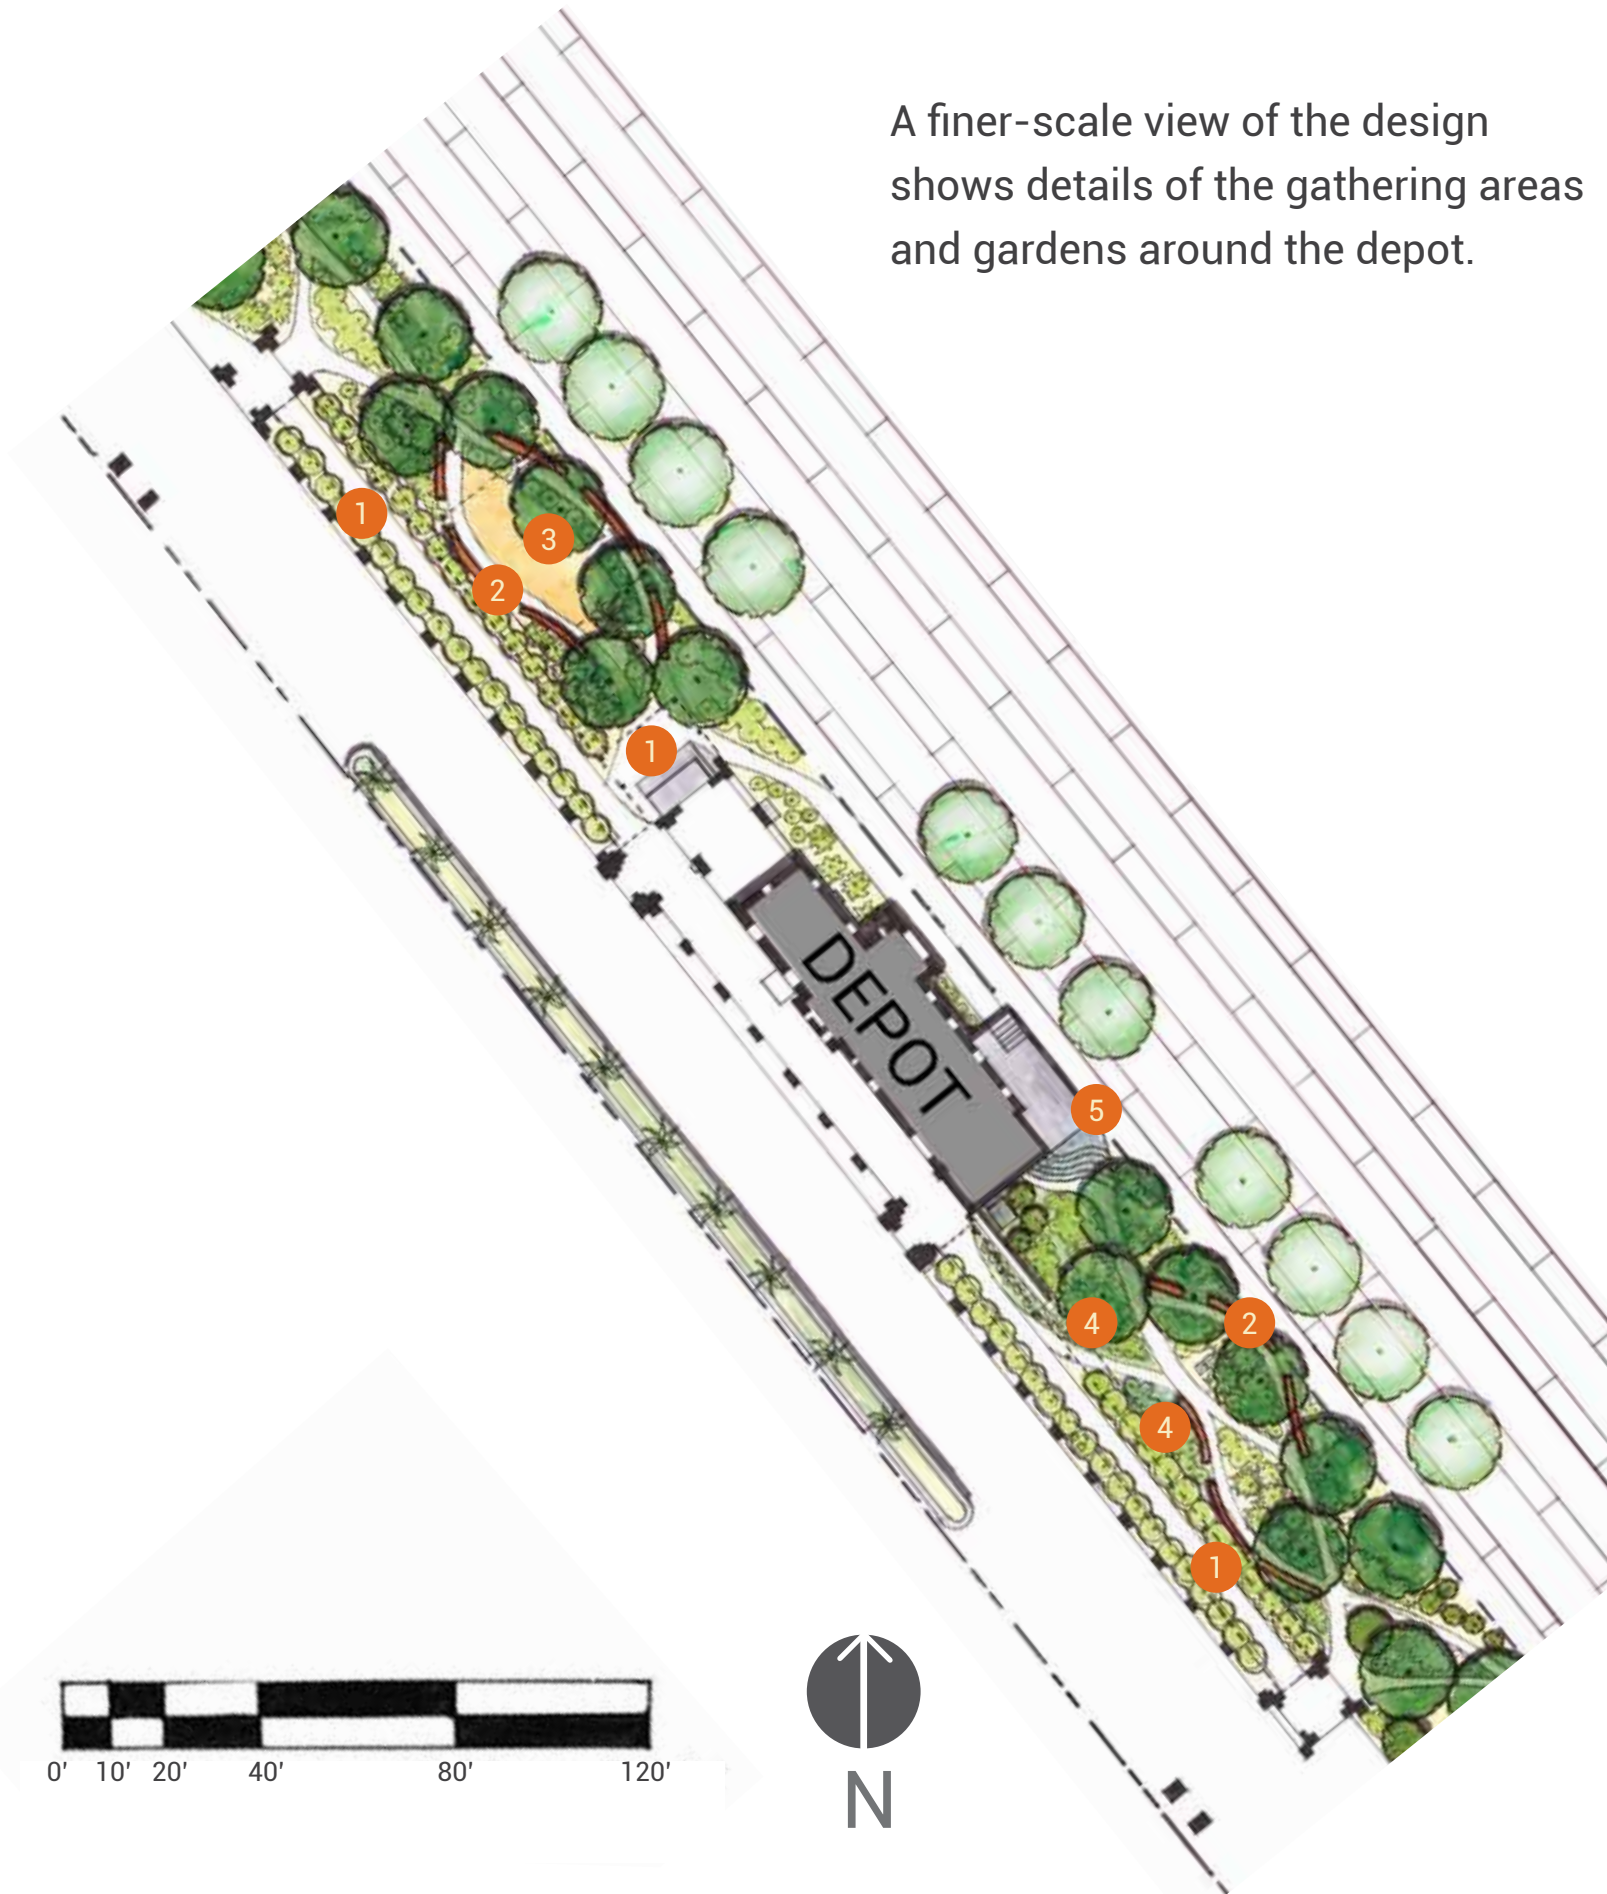 A finer-scale view of the design
shows details of the gathering areas
and gardens around the depot.
1
3
2
1
DEPOT
5
4
2
4
1
0' 10' 20' 40' 80' 120'
N